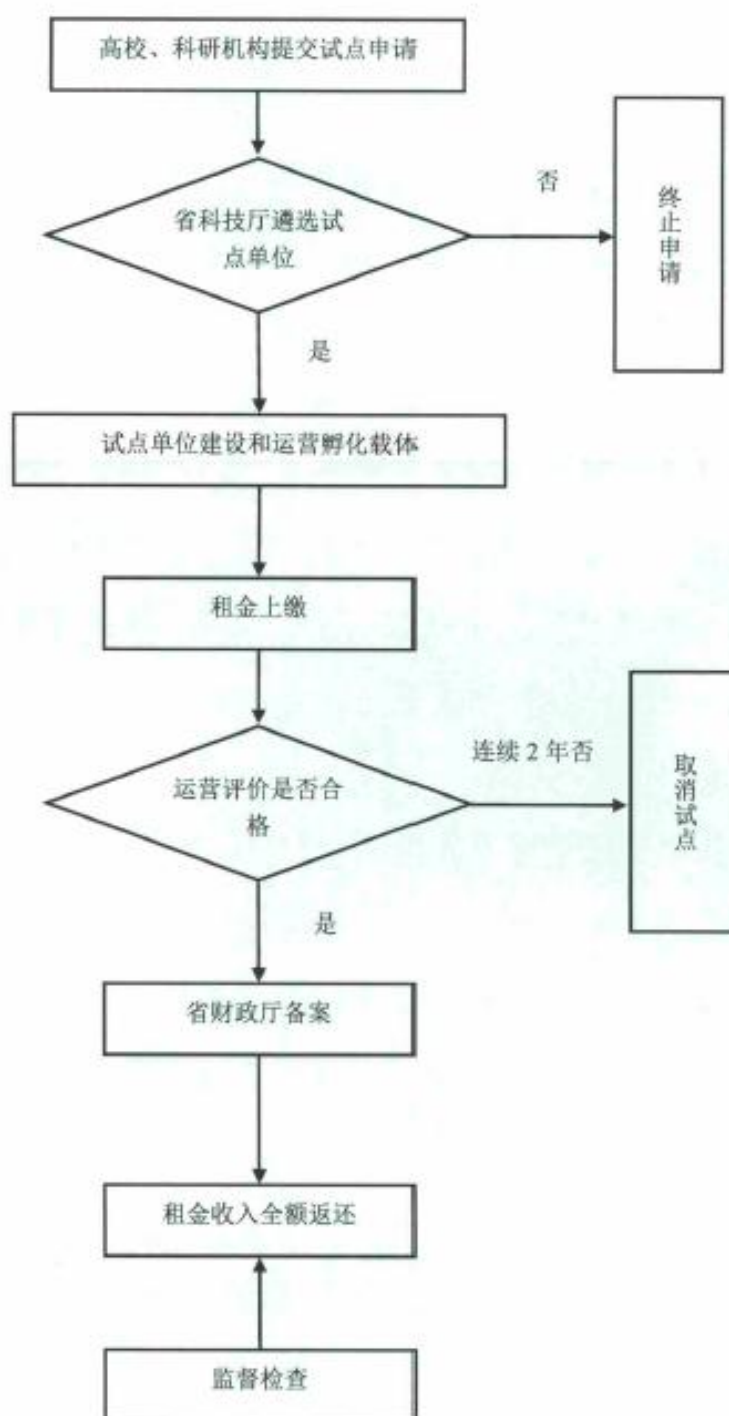 高校、科研机构提交试点申请
省科技厅遴选试
点单位
否
终止申请
是
试点单位建设和运营孵化载体
租金上缴
运营评价是否合
格
连续 2 年否
取消试点
是
省财政厅备案
租金收入全额返还
监督检查